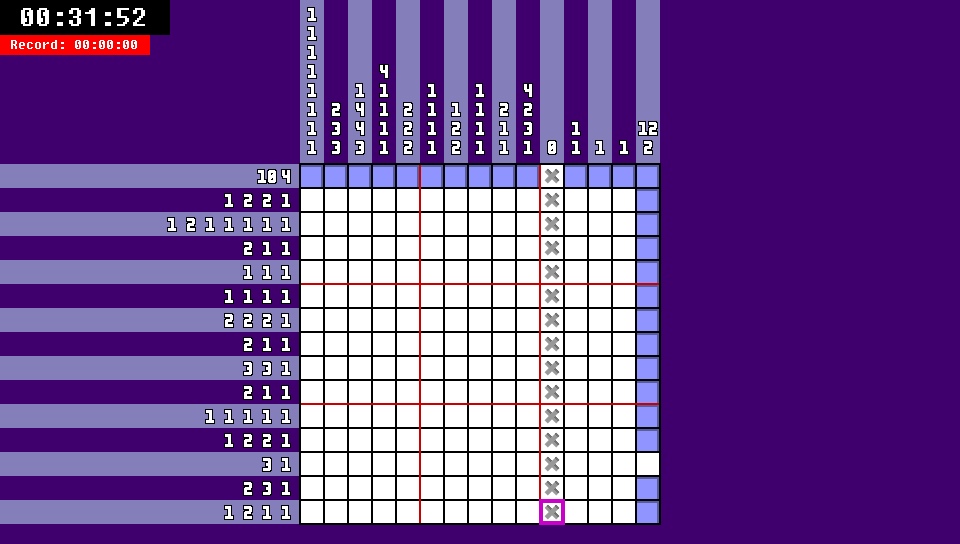 00:31:52
Record: 00:00:00
1
1
1
1 4
1 1 1 1 1 4
1 2 4 1 2 1 1 1 2 2
1 3 4 1 2 1 2 1 1 3 1 12
1 3 3 1 2 1 2 1 1 1 0 1 1 1 2
10 4
1 2 2 1
1 2 1 1 1 1 1
2 1 1
1 1 1
1 1 1 1
2 2 2 1
2 1 1
3 3 1
2 1 1
1 1 1 1 1
1 2 2 1
3 1
2 3 1
1 2 1 1